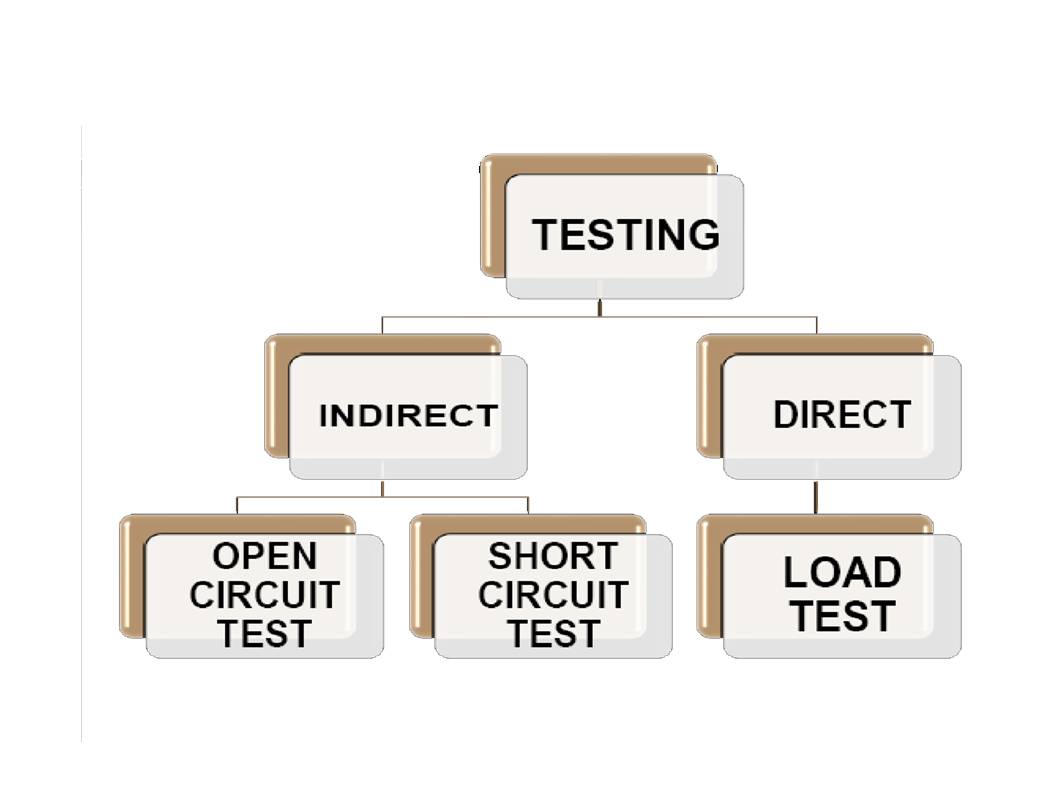 TESTING
INDIRECT
DIRECT
OPEN
CIRCUIT
TEST
SHORT
CIRCUIT
TEST
LOAD
TEST